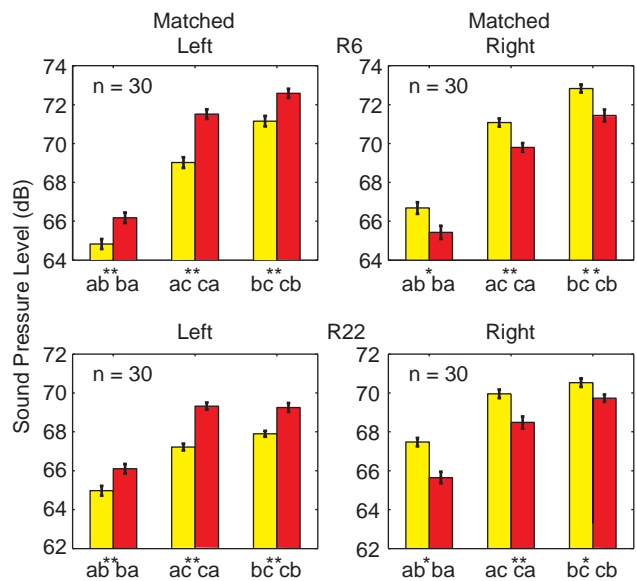 Matched Matched
Left R6 Right
74 74
n = 30 n = 30
72 72
70 70
68 68
66 66
64 64
** ** ** * ** **
ab ba ac ca bc cb ab ba ac ca bc cb
Sound Pressure Level (dB)
Left R22 Right
72 72
n = 30 n = 30
70 70
68 68
66 66
64 64
62 62
ab**ba ac**ca bc**cb ab*ba ac**ca bc*cb